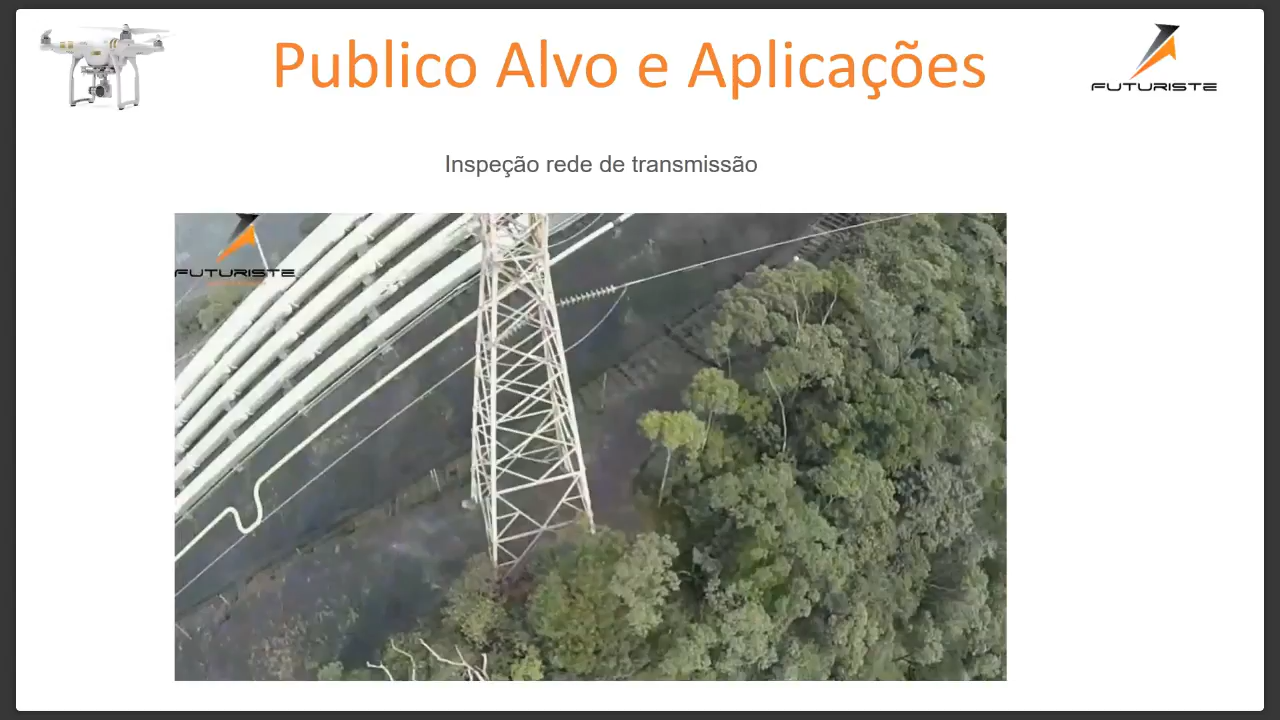 Publico Alvo e Aplicações
FUTURISTE
Inspeção rede de transmissão
FUTURISTE